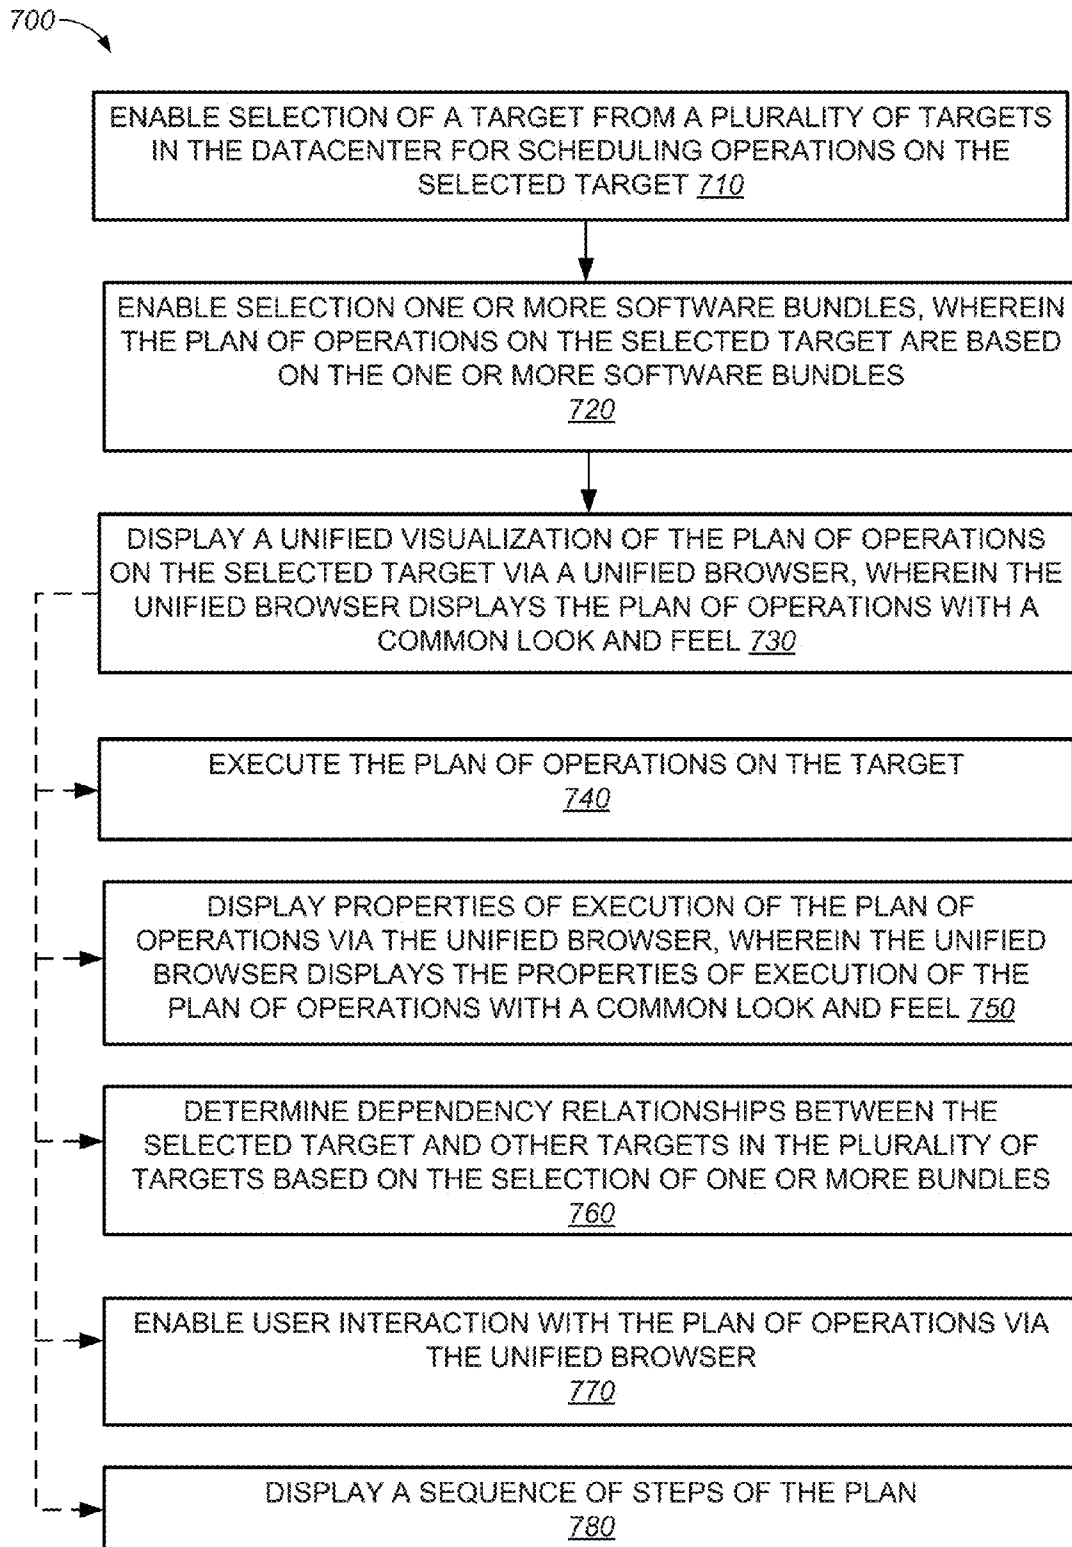 700
ENABLE SELECTION OF A TARGET FROM A PLURALITY OF TARGETS
IN THE DATACENTER FOR SCHEDULING OPERATIONS ON THE
SELECTED TARGET 710
ENABLE SELECTION ONE OR MORE SOFTWARE BUNDLES, WHEREIN
THE PLAN OF OPERATIONS ON THE SELECTED TARGET ARE BASED
ON THE ONE OR MORE SOFTWARE BUNDLES
720
DISPLAY A UNIFIED VISUALIZATION OF THE PLAN OF OPERATIONS
ON THE SELECTED TARGET VIA A UNIFIED BROWSER, WHEREIN THE
UNIFIED BROWSER DISPLAYS THE PLAN OF OPERATIONS WITH A
COMMON LOOK AND FEEL 730
EXECUTE THE PLAN OF OPERATIONS ON THE TARGET
740
DISPLAY PROPERTIES OF EXECUTION OF THE PLAN OF
OPERATIONS VIA THE UNIFIED BROWSER, WHEREIN THE UNIFIED
BROWSER DISPLAYS THE PROPERTIES OF EXECUTION OF THE
PLAN OF OPERATIONS WITH A COMMON LOOK AND FEEL 750
DETERMINE DEPENDENCY RELATIONSHIPS BETWEEN THE
SELECTED TARGET AND OTHER TARGETS IN THE PLURALITY OF
TARGETS BASED ON THE SELECTION OF ONE OR MORE BUNDLES
760
ENABLE USER INTERACTION WITH THE PLAN OF OPERATIONS VIA
THE UNIFIED BROWSER
770
DISPLAY A SEQUENCE OF STEPS OF THE PLAN
780